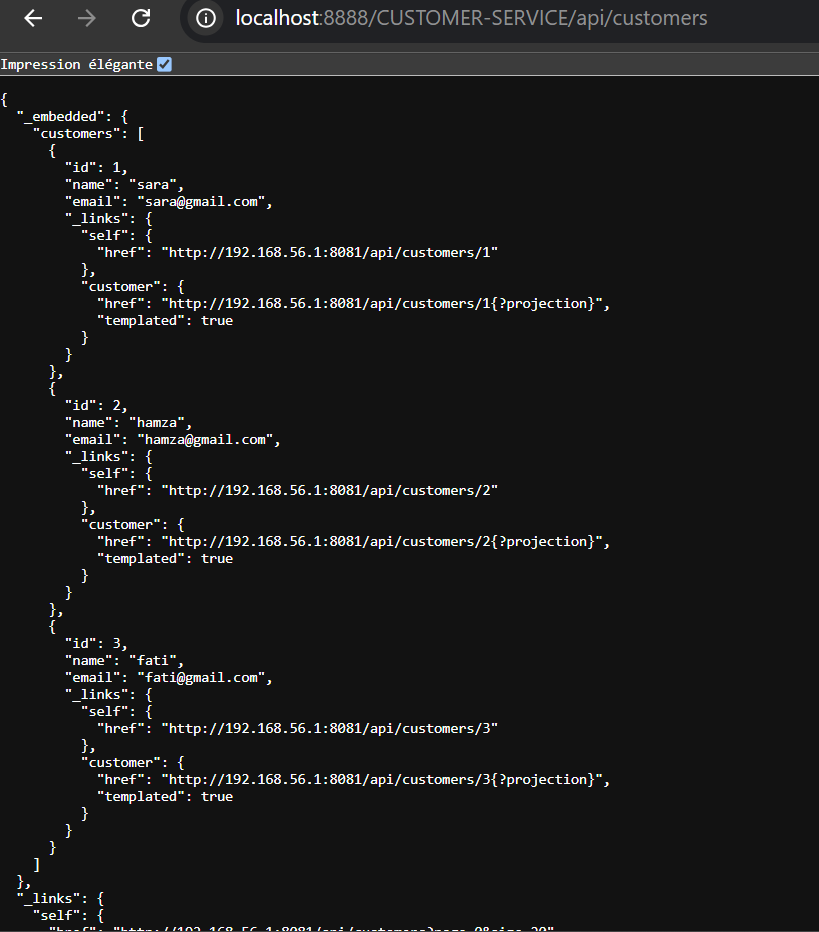 localhost:8888/CUSTOMER-SERVICE/api/customers
Impression élégante
{
  "_embedded": {
    "customers": [
      {
        "id": 1,
        "name": "sara",
        "email": "sara@gmail.com",
        "_links": {
          "self": {
            "href": "http://192.168.56.1:8081/api/customers/1"
          },
          "customer": {
            "href": "http://192.168.56.1:8081/api/customers/1{?projection}",
            "templated": true
          }
        }
      },
      {
        "id": 2,
        "name": "hamza",
        "email": "hamza@gmail.com",
        "_links": {
          "self": {
            "href": "http://192.168.56.1:8081/api/customers/2"
          },
          "customer": {
            "href": "http://192.168.56.1:8081/api/customers/2{?projection}",
            "templated": true
          }
        }
      },
      {
        "id": 3,
        "name": "fati",
        "email": "fati@gmail.com",
        "_links": {
          "self": {
            "href": "http://192.168.56.1:8081/api/customers/3"
          },
          "customer": {
            "href": "http://192.168.56.1:8081/api/customers/3{?projection}",
            "templated": true
          }
        }
      }
    ]
  },
  "_links": {
    "self": {